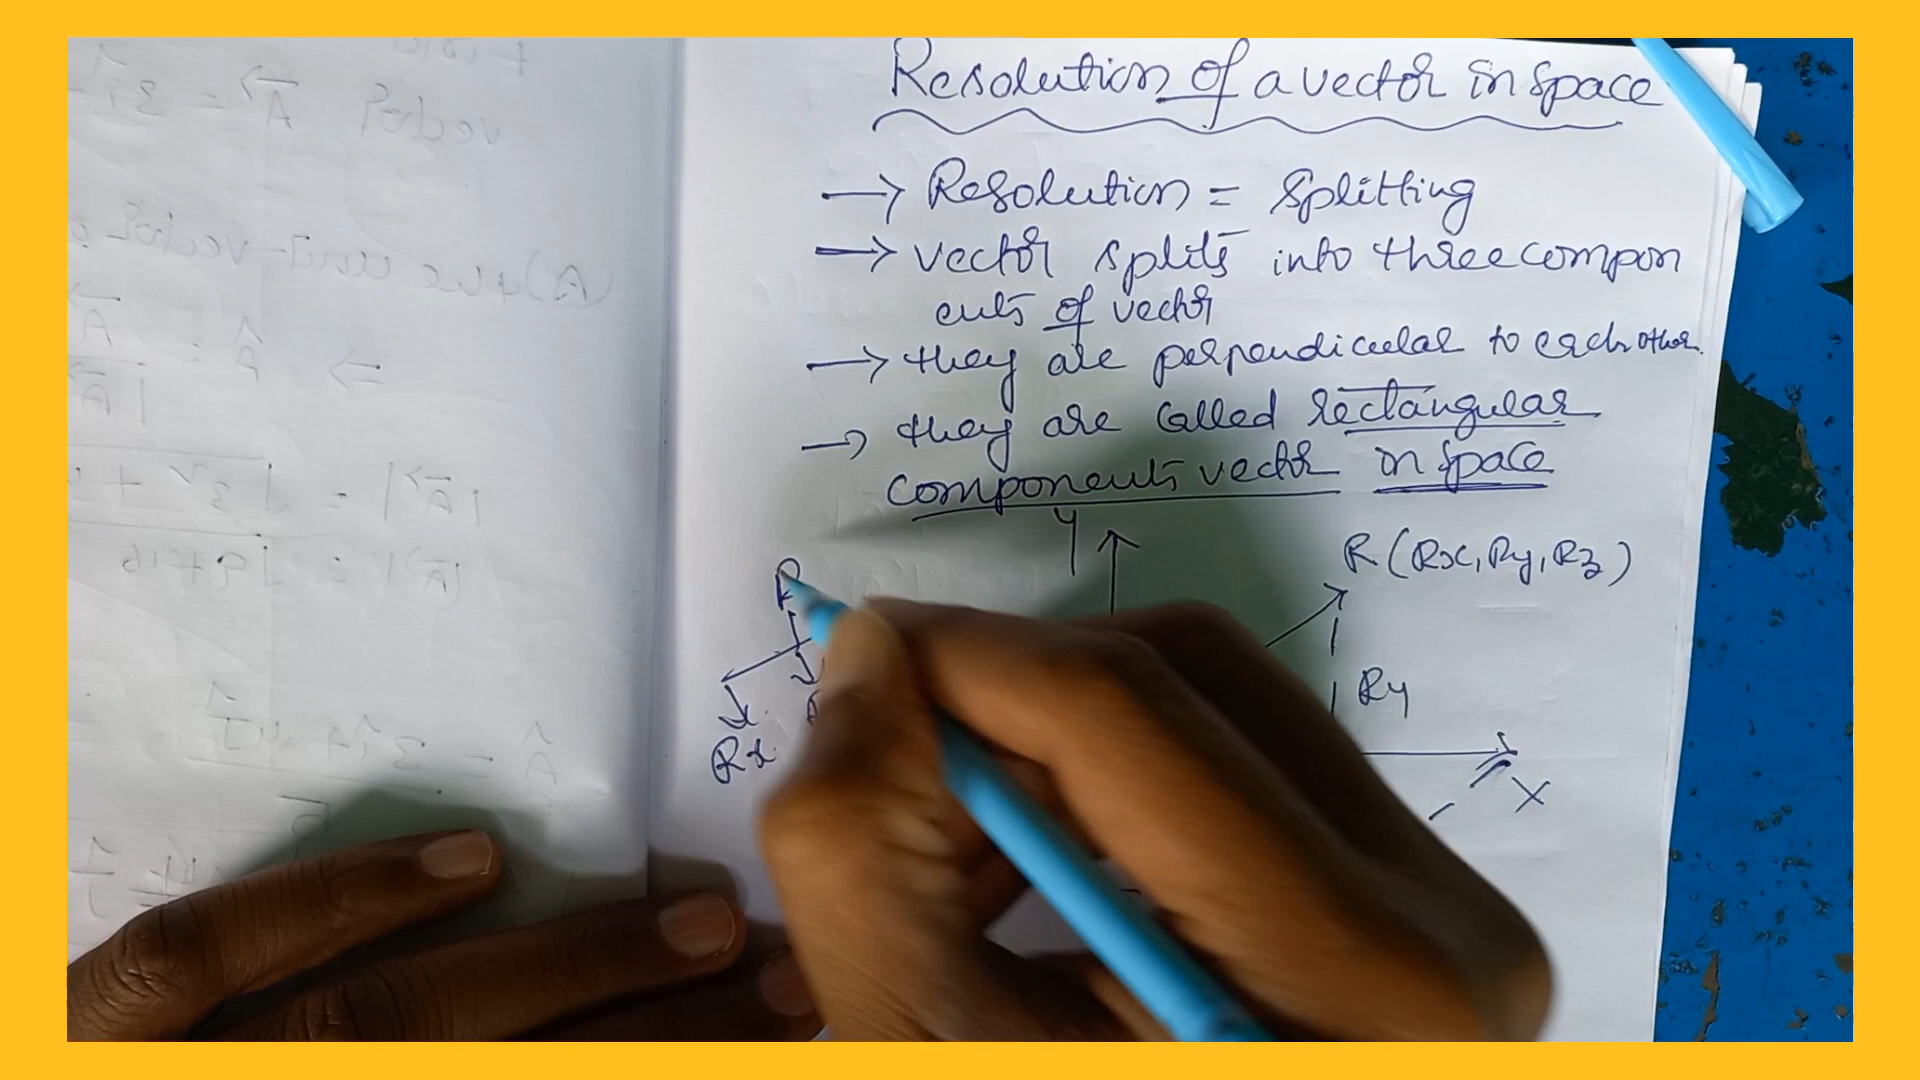 Resolution of a vector in space
→ Resolution = splitting
→ vector splits into three compon
ents of vector
→ they are perpendicular to each other.
→ they are called rectangular
components vector in space
Y
R (Rx, Ry, Rz)
R
Ry
Rx
X